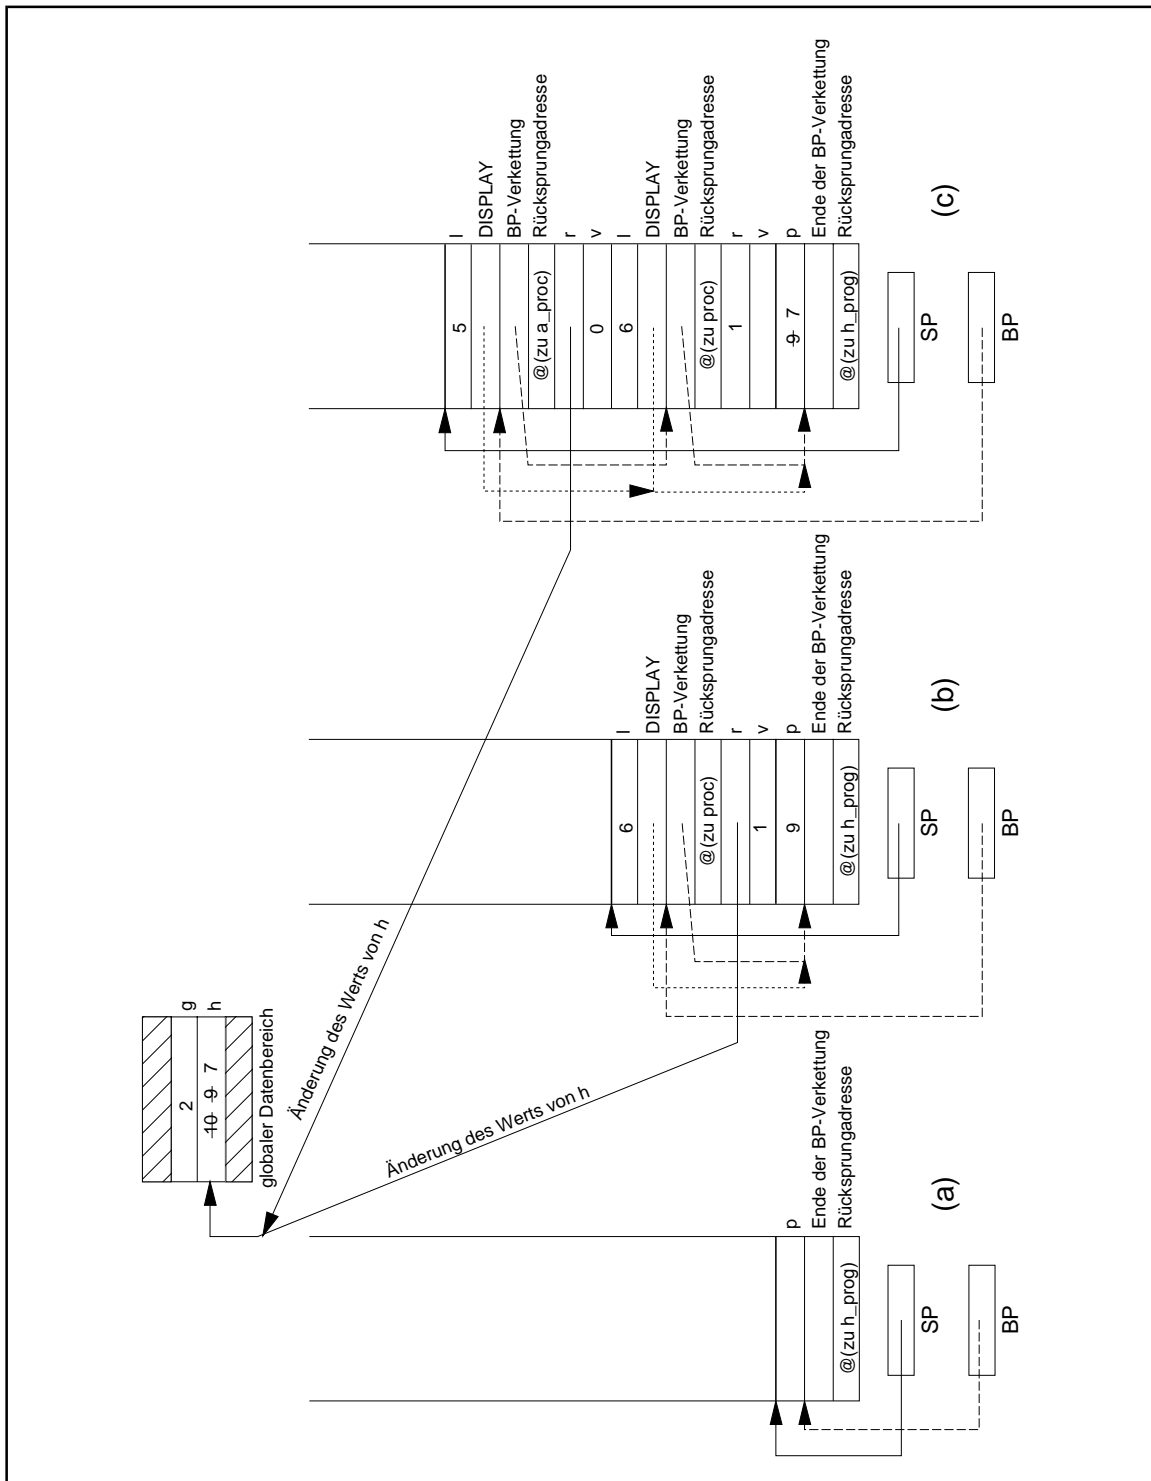 2 g
10 9 7 h
globaler Datenbereich
Änderung des Werts von h
Änderung des Werts von h
p
Ende der BP-Verkettung
@(zu h_prog) Rücksprungadresse
SP
(a)
BP
6 l
DISPLAY
BP-Verkettung
@(zu proc) Rücksprungadresse
r
1 v
9 p
Ende der BP-Verkettung
@(zu h_prog) Rücksprungadresse
SP
(b)
BP
5 l
DISPLAY
BP-Verkettung
@(zu a_proc) Rücksprungadresse
r
0 v
6 l
DISPLAY
BP-Verkettung
@(zu proc) Rücksprungadresse
1 r
v
9 7 p
Ende der BP-Verkettung
@(zu h_prog) Rücksprungadresse
SP
(c)
BP